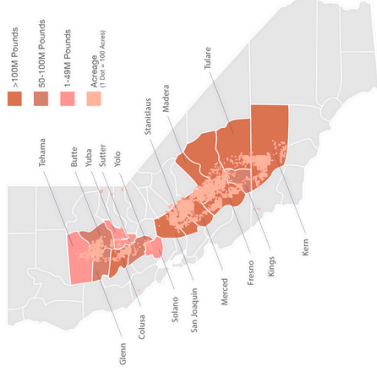 >100M Pounds
50-100M Pounds
1-49M Pounds
Acreage
(1 Dot = 100 Acres)
Tehama
Butte
Yuba
Sutter
Yolo
Stanislaus
Madera
Tulare
Glenn
Colusa
Solano
San Joaquin
Merced
Fresno
Kings
Kern